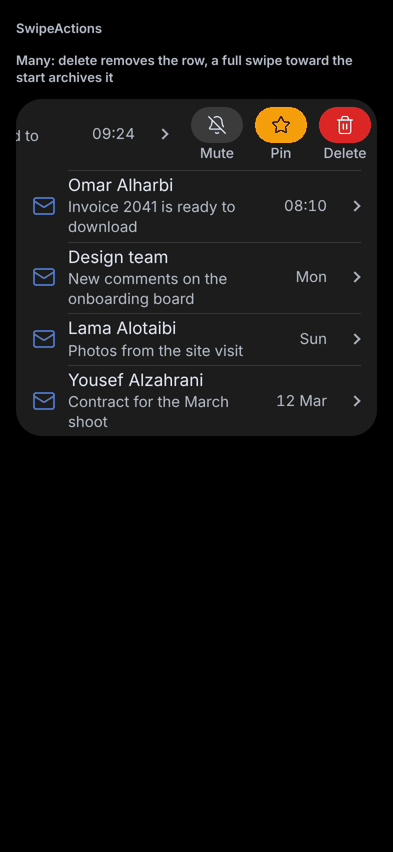 SwipeActions
Many: delete removes the row, a full swipe toward the
start archives it
to
09:24
Mute
Pin
Delete
Omar Alharbi
Invoice 2041 is ready to
download
08:10
Design team
New comments on the
onboarding board
Mon
Lama Alotaibi
Photos from the site visit
Sun
Yousef Alzahrani
Contract for the March
shoot
12 Mar